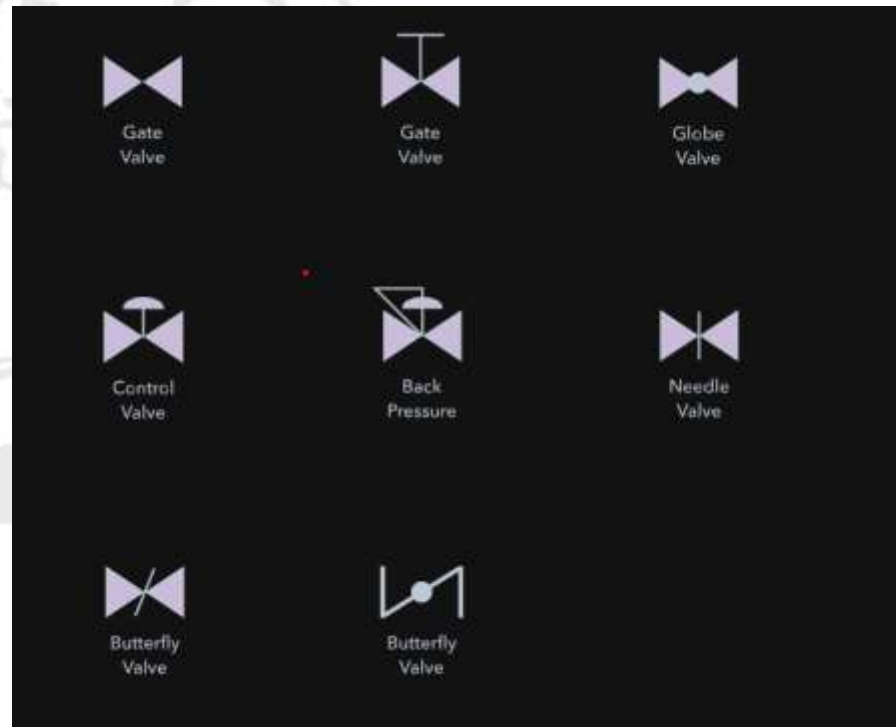 Gate
Valve
Gate
Valve
Globe
Valve
Control
Valve
Back
Pressure
Needle
Valve
Butterfly
Valve
Butterfly
Valve